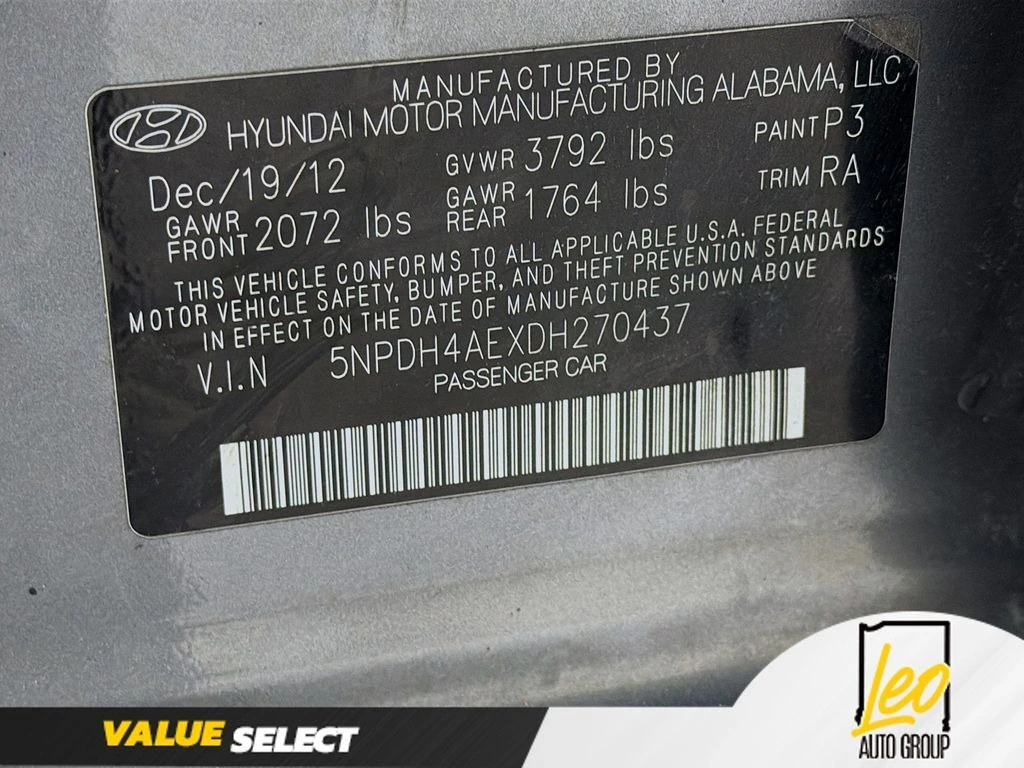 MANUFACTURED BY
HYUNDAI MOTOR MANUFACTURING ALABAMA, LLC
Dec/19/12 GVWR 3792 lbs PAINT P3
GAWR FRONT 2072 lbs GAWR REAR 1764 lbs TRIM RA
THIS VEHICLE CONFORMS TO ALL APPLICABLE U.S.A. FEDERAL
MOTOR VEHICLE SAFETY, BUMPER, AND THEFT PREVENTION STANDARDS
IN EFFECT ON THE DATE OF MANUFACTURE SHOWN ABOVE
V.I.N 5NPDH4AEXDH270437
PASSENGER CAR
VALUE SELECT
Leo
AUTO GROUP